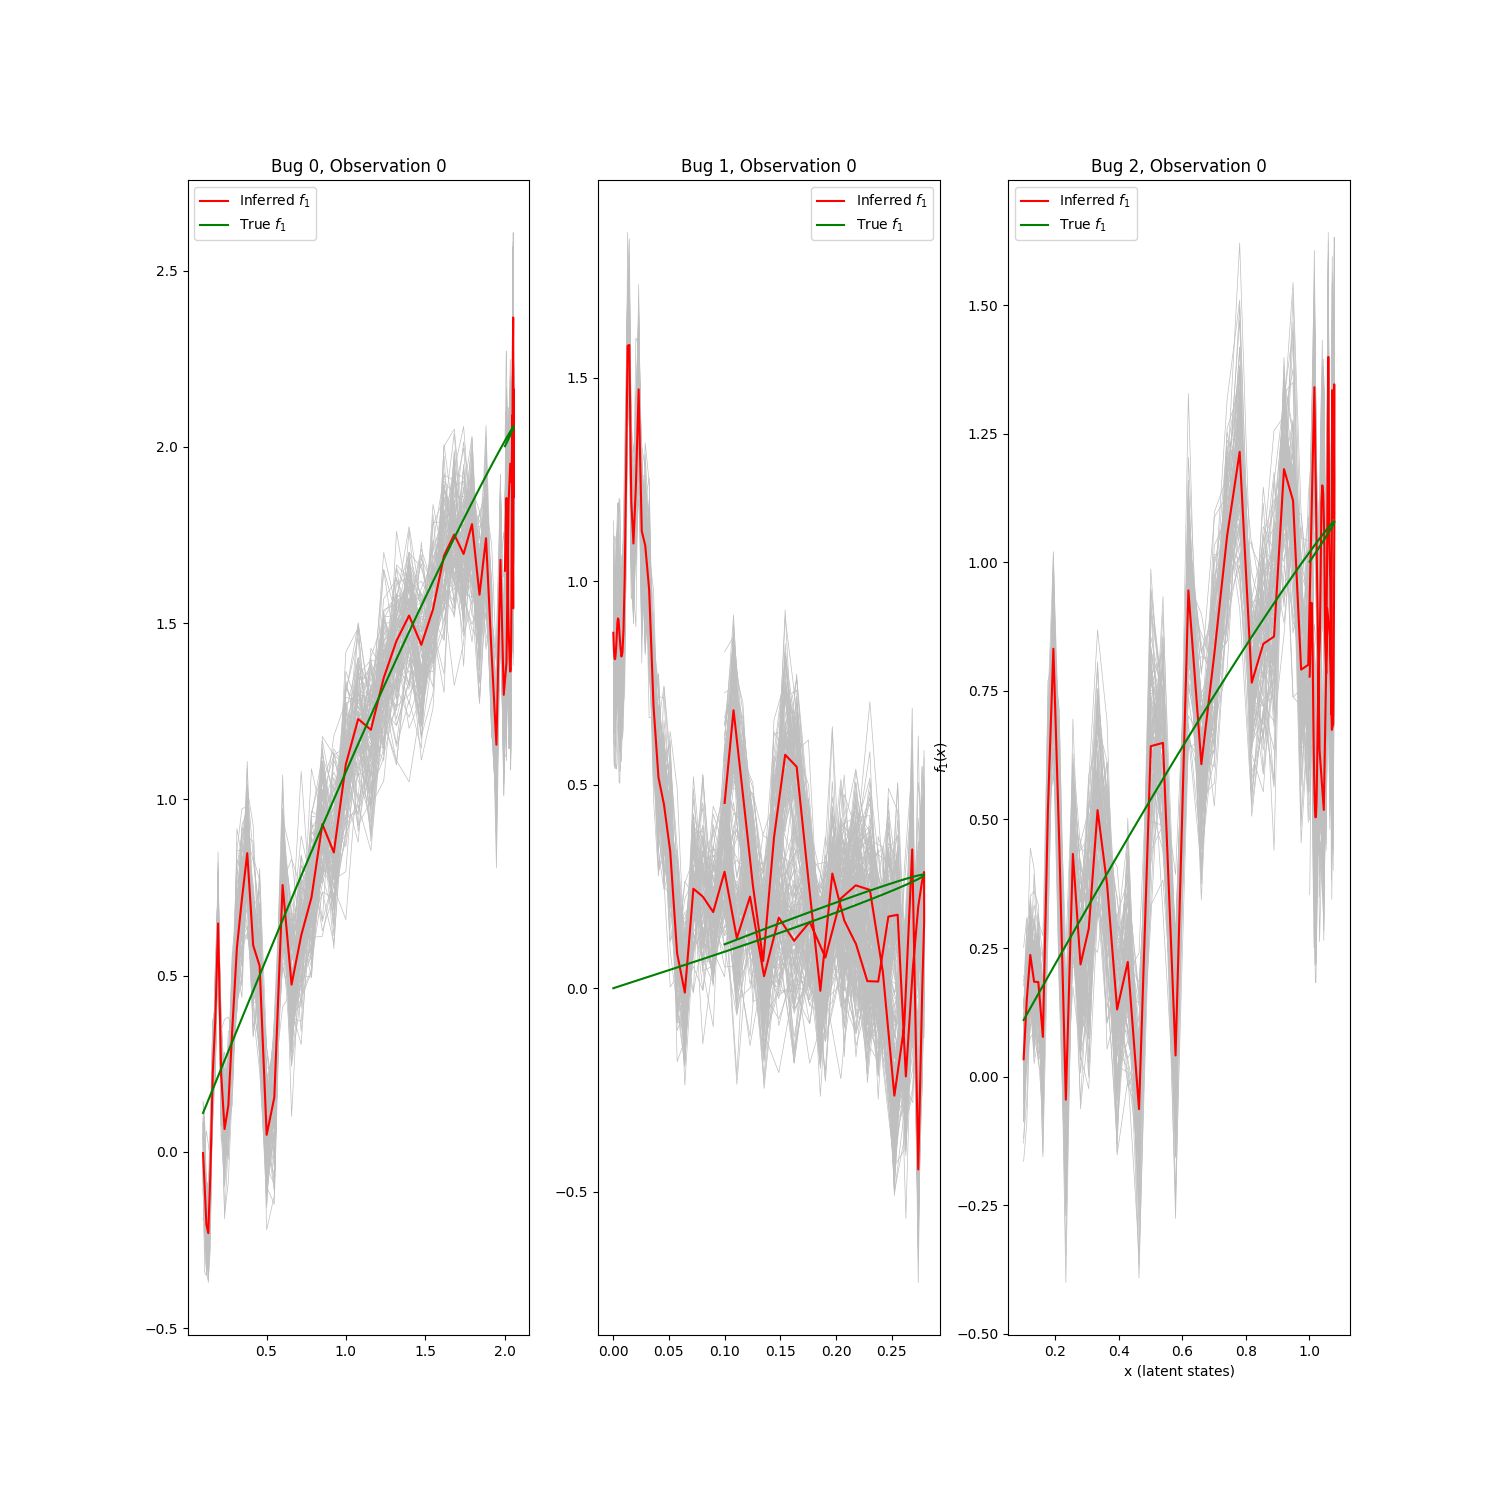 Bug 0, Observation 0
Inferred f₁
True f₁
2.5
2.0
1.5
1.0
0.5
0.0
−0.5
0.5 1.0 1.5 2.0
Bug 1, Observation 0
Inferred f₁
True f₁
1.5
1.0
0.5
0.0
−0.5
0.00 0.05 0.10 0.15 0.20 0.25
Bug 2, Observation 0
Inferred f₁
True f₁
f₁(x)
1.50
1.25
1.00
0.75
0.50
0.25
0.00
−0.25
−0.50
0.2 0.4 0.6 0.8 1.0
x (latent states)